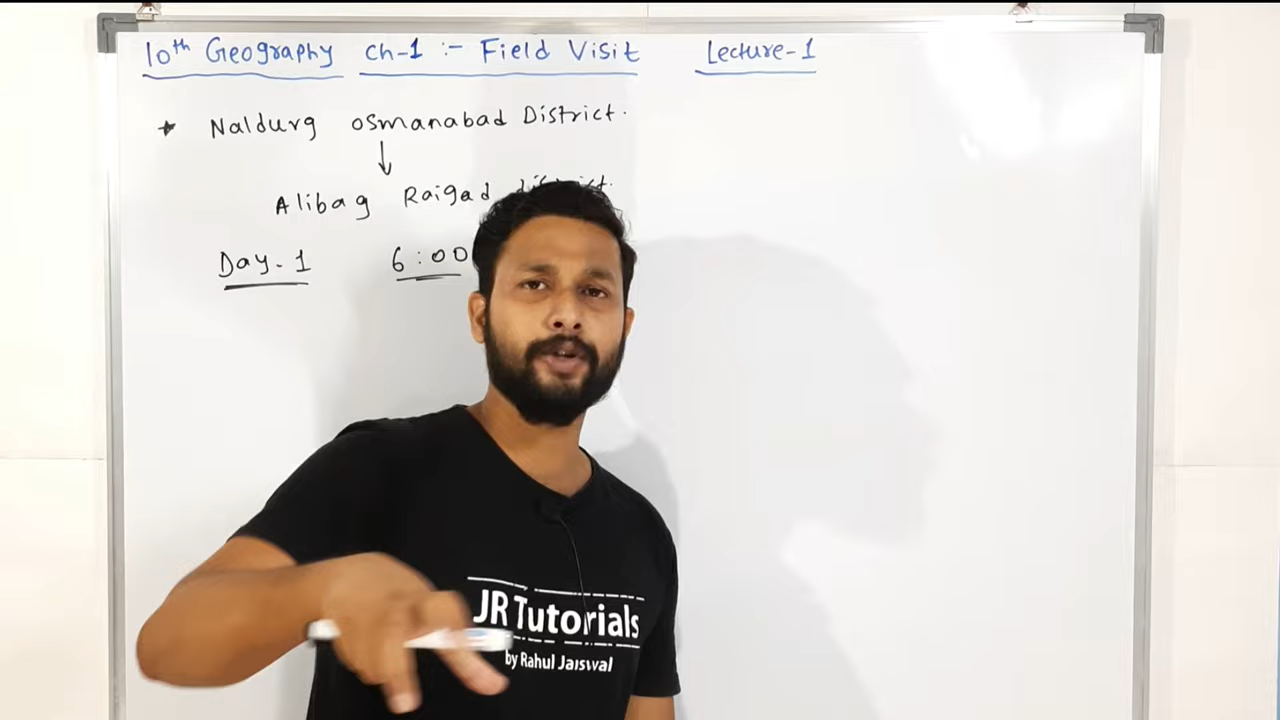 10th Geography ch-1 :- Field Visit Lecture-1
* Naldurg osmanabad District.
↓
Alibag Raigad district.
Day-1 6:00
JR Tutorials
by Rahul Jaiswal